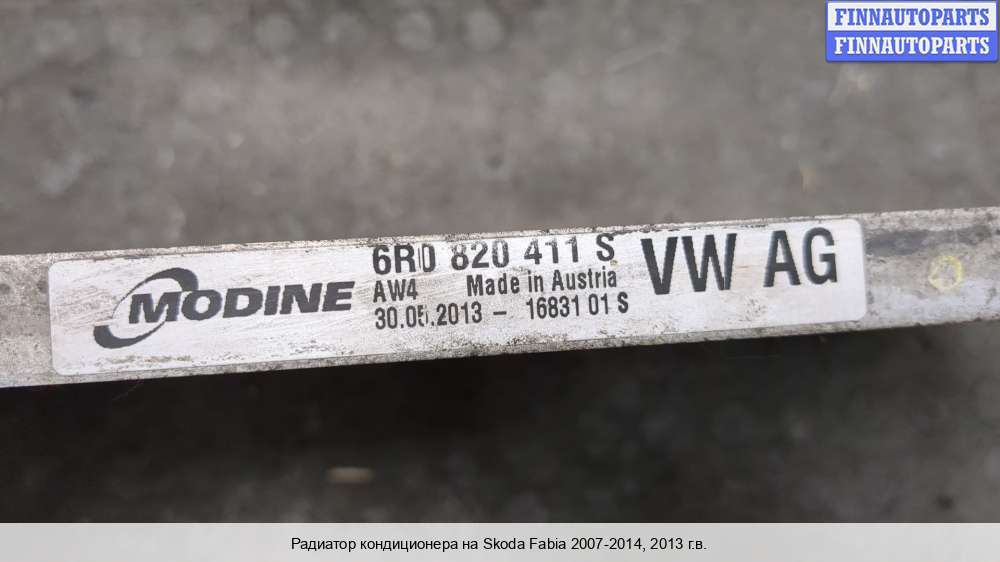 FINNAUTOPARTS
FINNAUTOPARTS
MODINE
6R0 820 411 S
AW4 Made in Austria
30.05.2013 - 16831 01 S
VW AG
Радиатор кондиционера на Skoda Fabia 2007-2014, 2013 г.в.